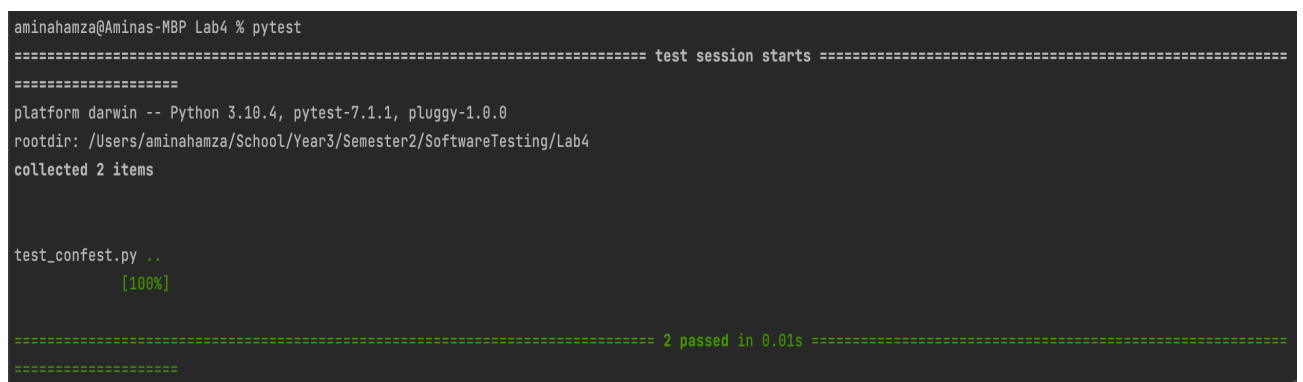 aminahamza@Aminas-MBP Lab4 % pytest
============================================================================= test session starts =========================================================
====================
platform darwin -- Python 3.10.4, pytest-7.1.1, pluggy-1.0.0
rootdir: /Users/aminahamza/School/Year3/Semester2/SoftwareTesting/Lab4
collected 2 items
test_confest.py ..
[100%]
============================================================================== 2 passed in 0.01s ==========================================================
====================